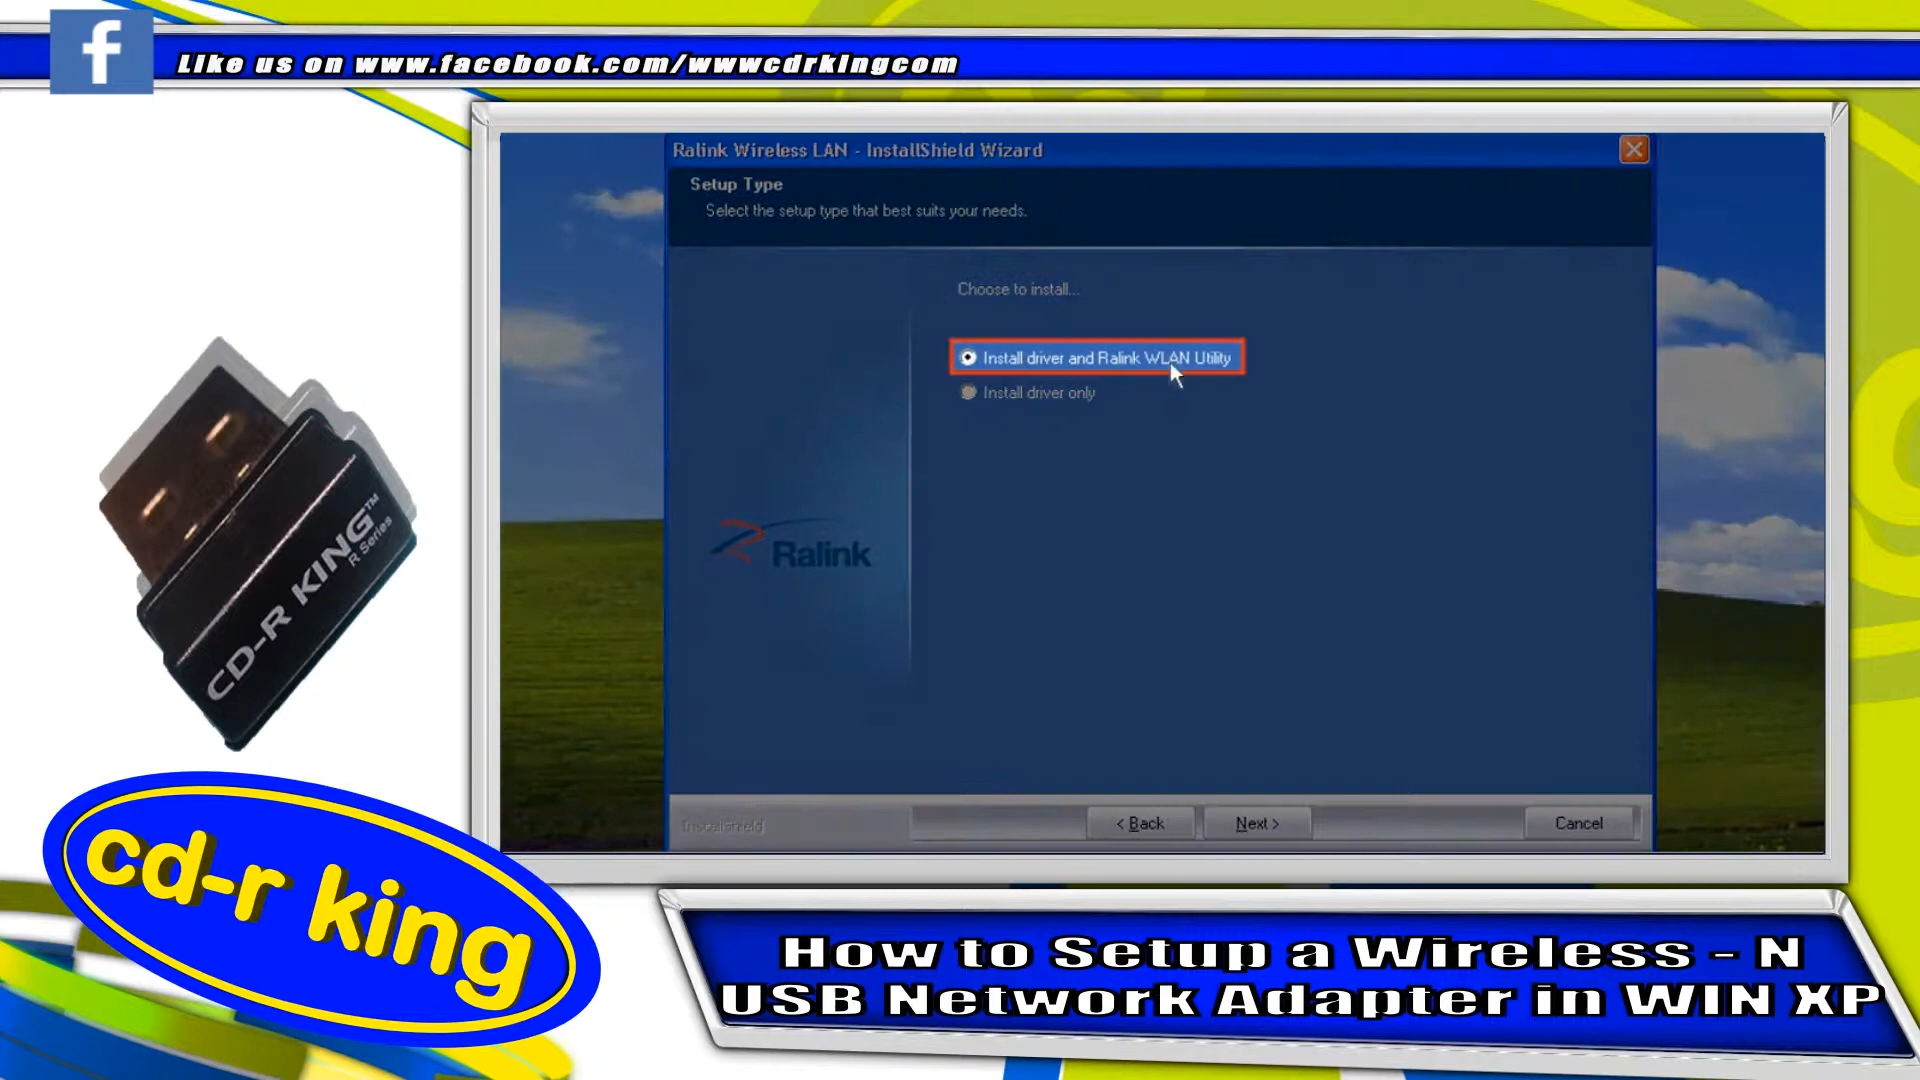 f
Like us on www.facebook.com/wwwcdrkingcom
Ralink Wireless LAN - InstallShield Wizard
Setup Type
Select the setup type that best suits your needs.
Choose to install...
Install driver and Ralink WLAN Utility
Install driver only
Ralink
InstallShield
< Back
Next >
Cancel
CD-R KING™
R Series
cd-r king
How to Setup a Wireless - N
USB Network Adapter in WIN XP